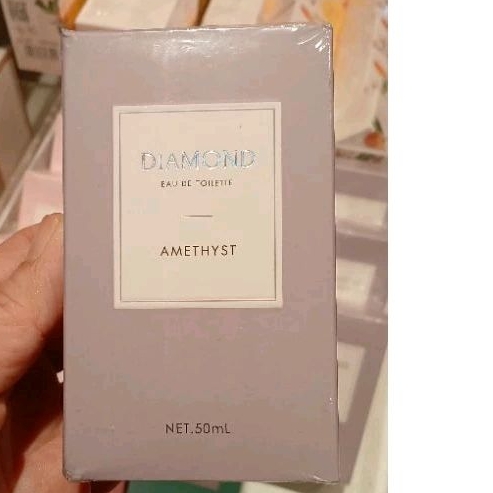 DIAMOND
EAU DE TOILETTE
AMETHYST
NET.50mL